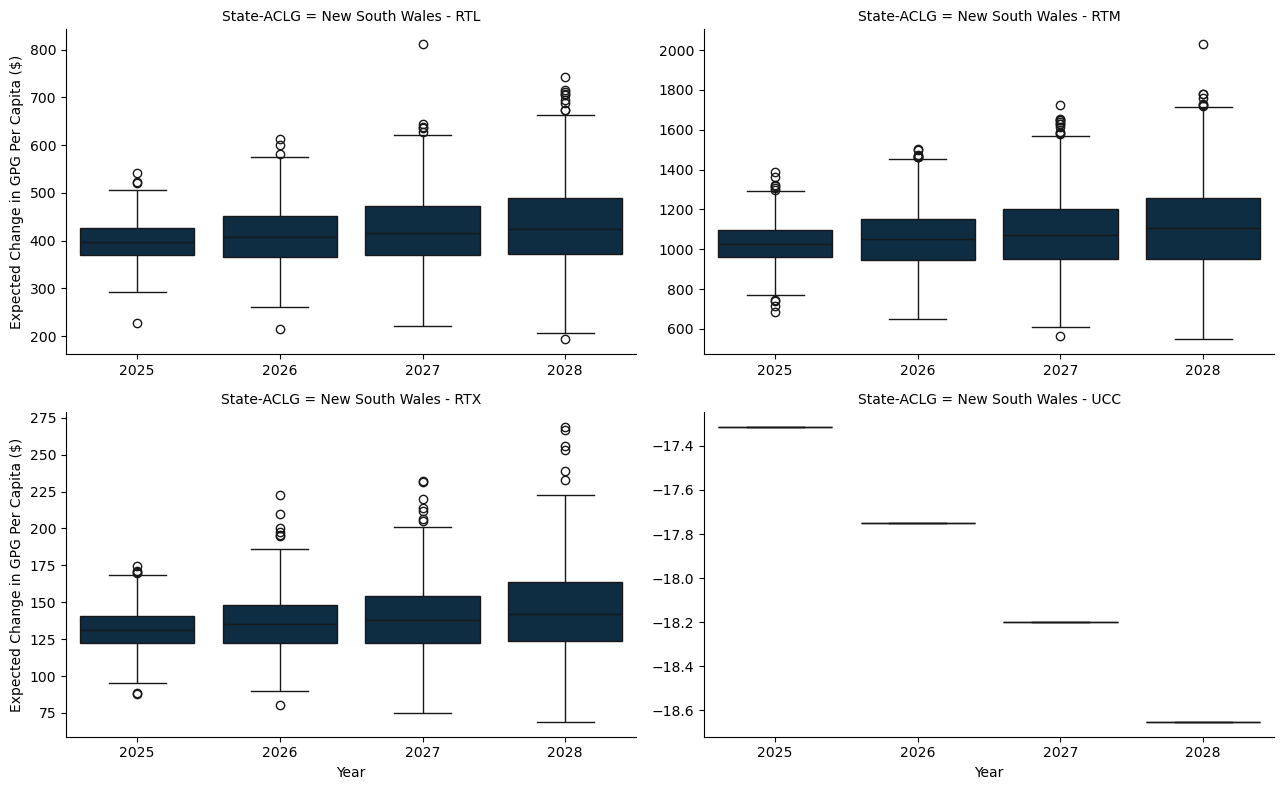 State-ACLG = New South Wales - RTL
Expected Change in GPG Per Capita ($)
800
700
600
500
400
300
200
2025 2026 2027 2028
State-ACLG = New South Wales - RTM
2000
1800
1600
1400
1200
1000
800
600
2025 2026 2027 2028
State-ACLG = New South Wales - RTX
Expected Change in GPG Per Capita ($)
275
250
225
200
175
150
125
100
75
2025 2026 2027 2028
Year
State-ACLG = New South Wales - UCC
−17.4
−17.6
−17.8
−18.0
−18.2
−18.4
−18.6
2025 2026 2027 2028
Year